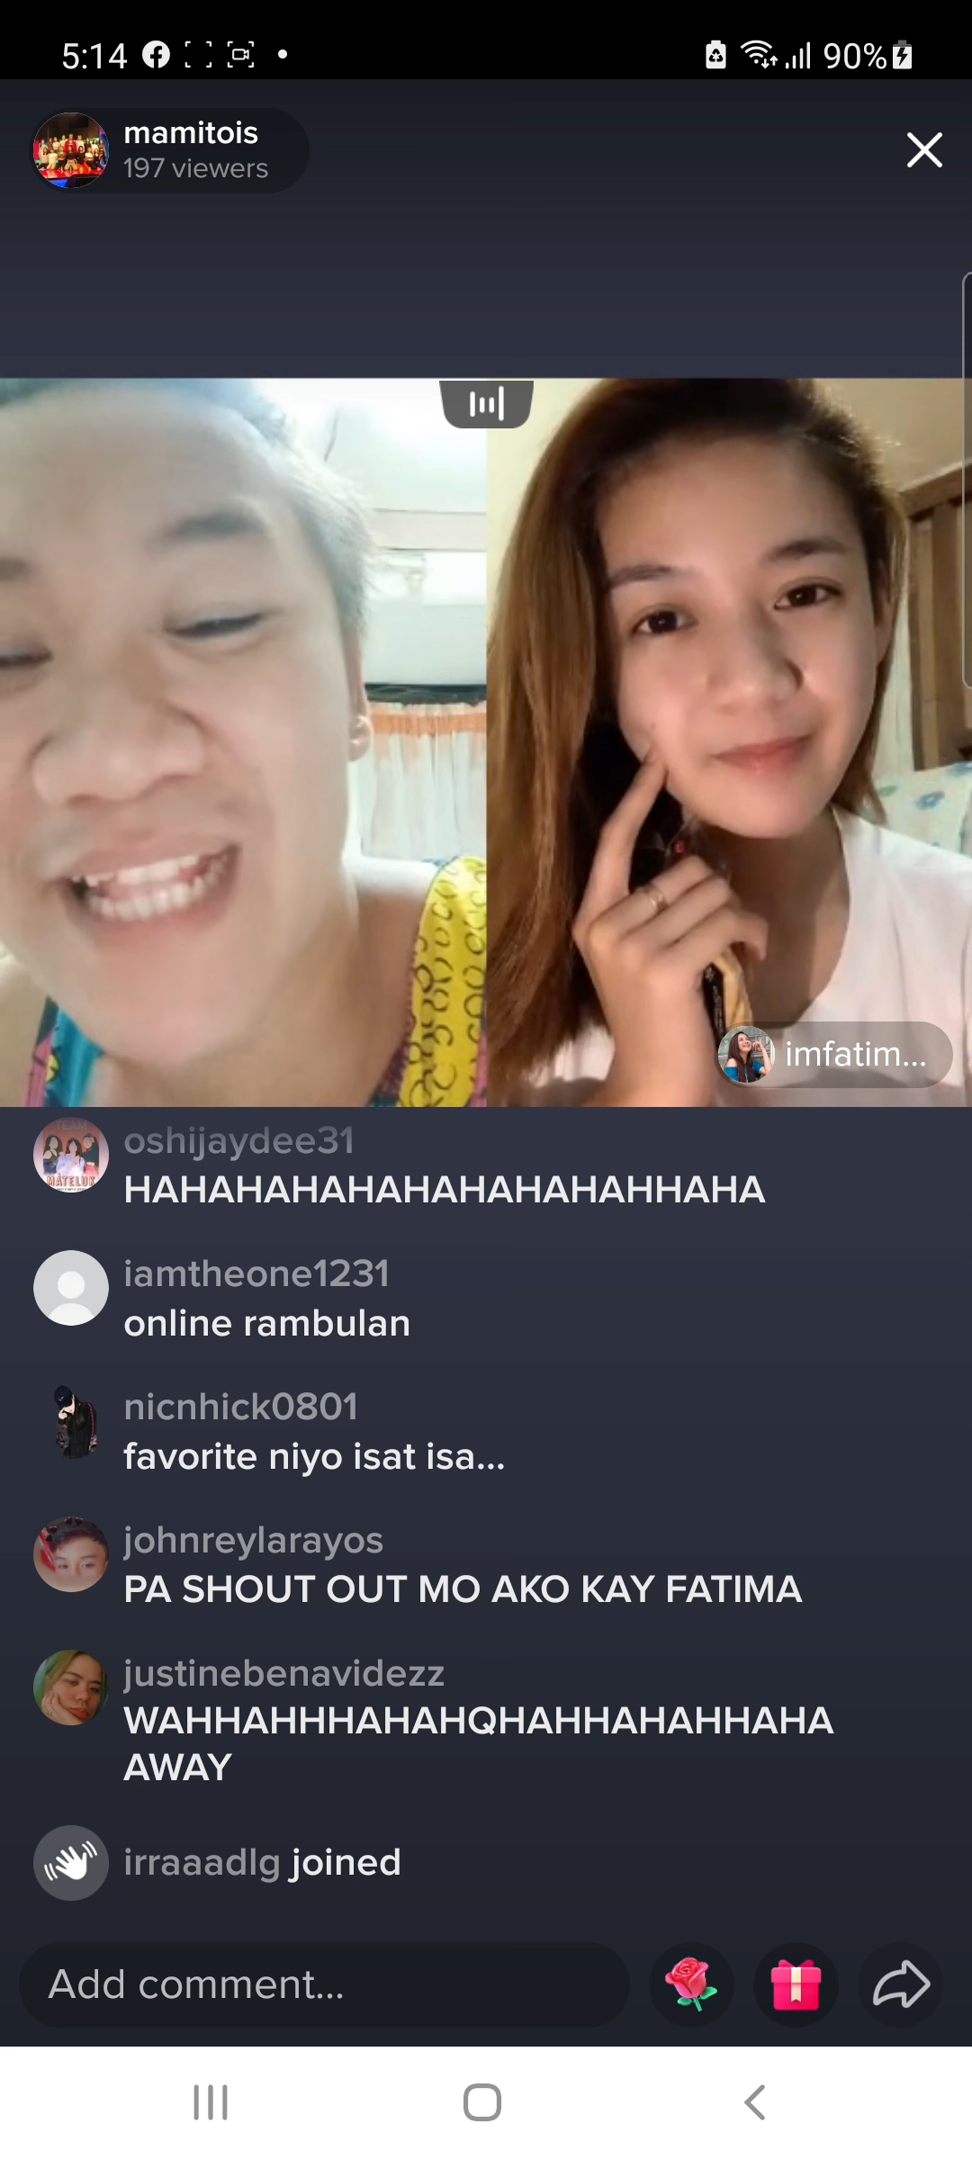 5:14
90%
mamitois
197 viewers
imfatim...
oshijaydee31
HAHAHAHAHAHAHAHAHAHHAHA
iamtheone1231
online rambulan
nicnhick0801
favorite niyo isat isa...
johnreylarayos
PA SHOUT OUT MO AKO KAY FATIMA
justinebenavidezz
WAHHAHHHAHAHQHAHHAHAHHAHA
AWAY
irraaadlg joined
Add comment...